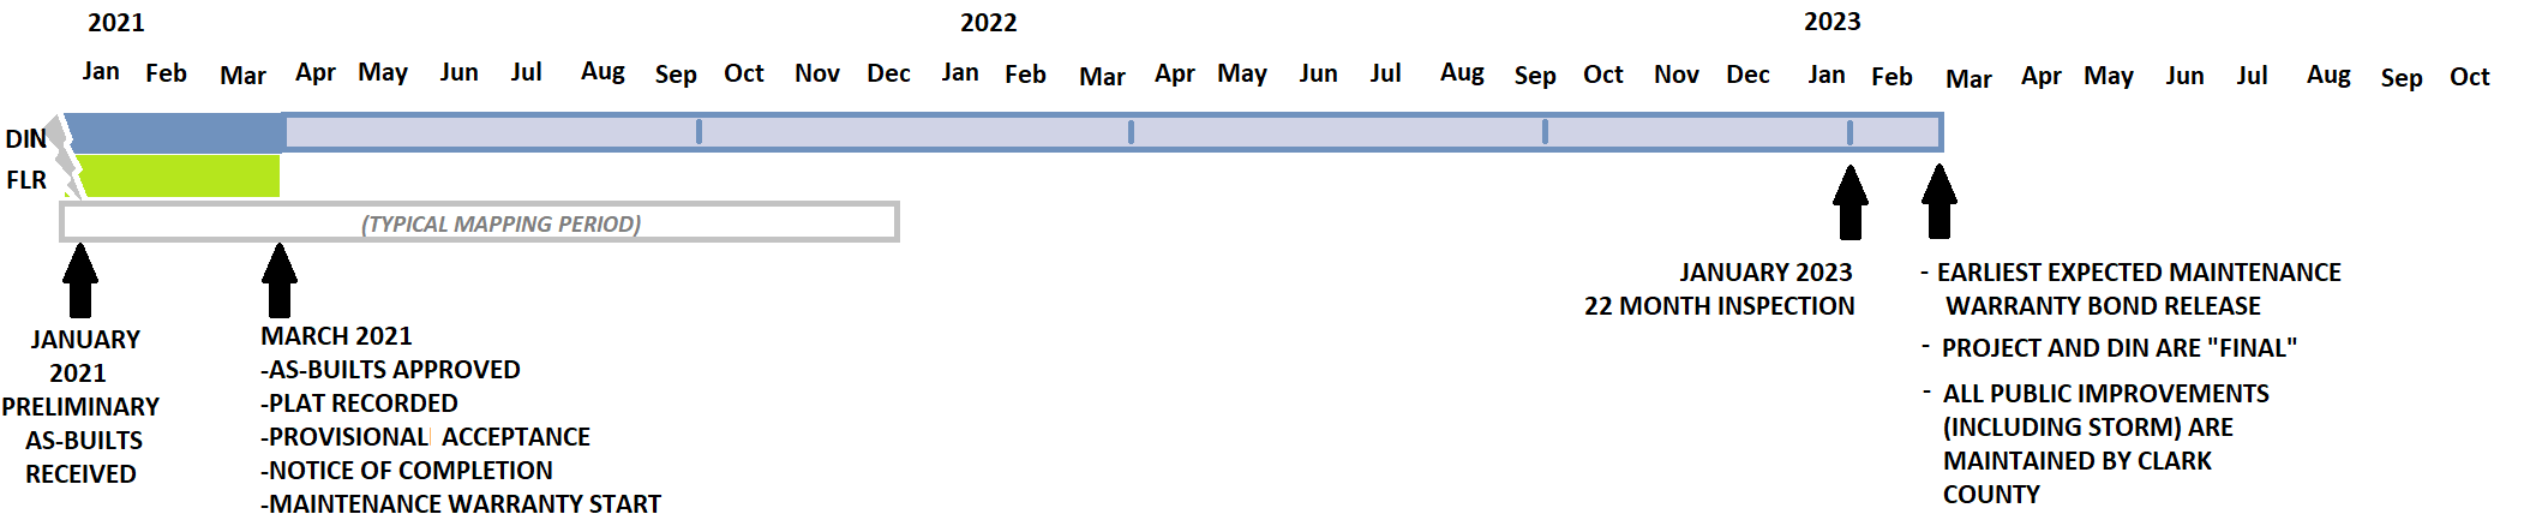 2021 2022 2023
Jan Feb Mar Apr May Jun Jul Aug Sep Oct Nov Dec Jan Feb Mar Apr May Jun Jul Aug Sep Oct Nov Dec Jan Feb Mar Apr May Jun Jul Aug Sep Oct
DIN
FLR
(TYPICAL MAPPING PERIOD)
JANUARY
2021
PRELIMINARY
AS-BUILTS
RECEIVED
MARCH 2021
-AS-BUILTS APPROVED
-PLAT RECORDED
-PROVISIONAL ACCEPTANCE
-NOTICE OF COMPLETION
-MAINTENANCE WARRANTY START
JANUARY 2023
22 MONTH INSPECTION
- EARLIEST EXPECTED MAINTENANCE
WARRANTY BOND RELEASE
- PROJECT AND DIN ARE "FINAL"
- ALL PUBLIC IMPROVEMENTS
(INCLUDING STORM) ARE
MAINTAINED BY CLARK
COUNTY